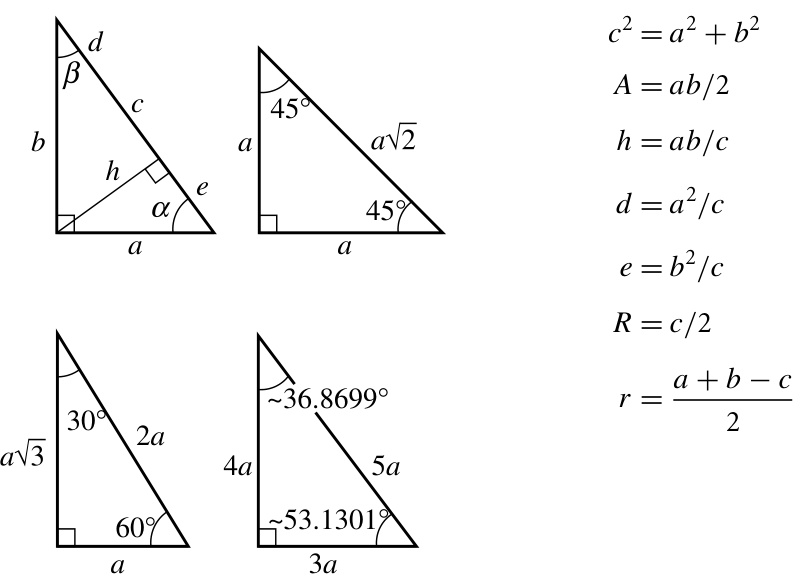 d
β
c
b
h
e
α
a
45°
a
a√2
45°
a
c² = a² + b²
A = ab/2
h = ab/c
d = a²/c
e = b²/c
R = c/2
r = (a + b − c)/2
30°
a√3
2a
60°
a
~36.8699°
4a
5a
~53.1301°
3a